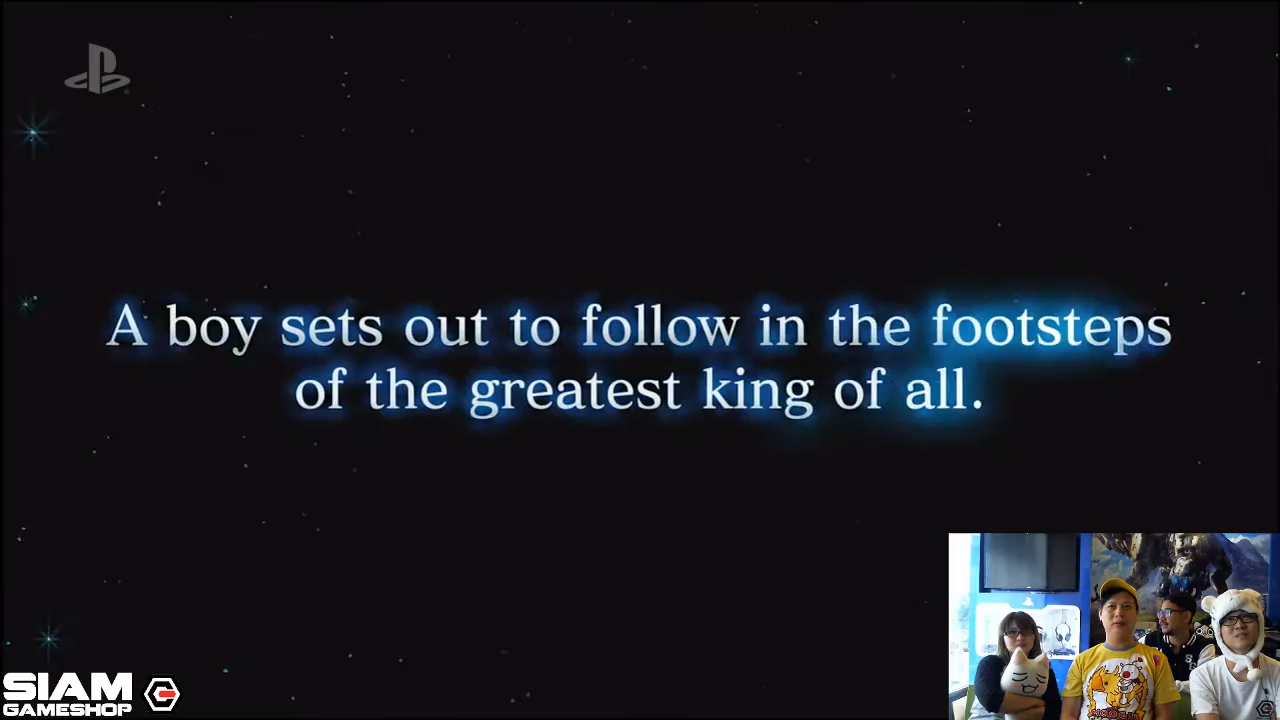 A boy sets out to follow in the footsteps
of the greatest king of all.
SIAM
GAMESHOP